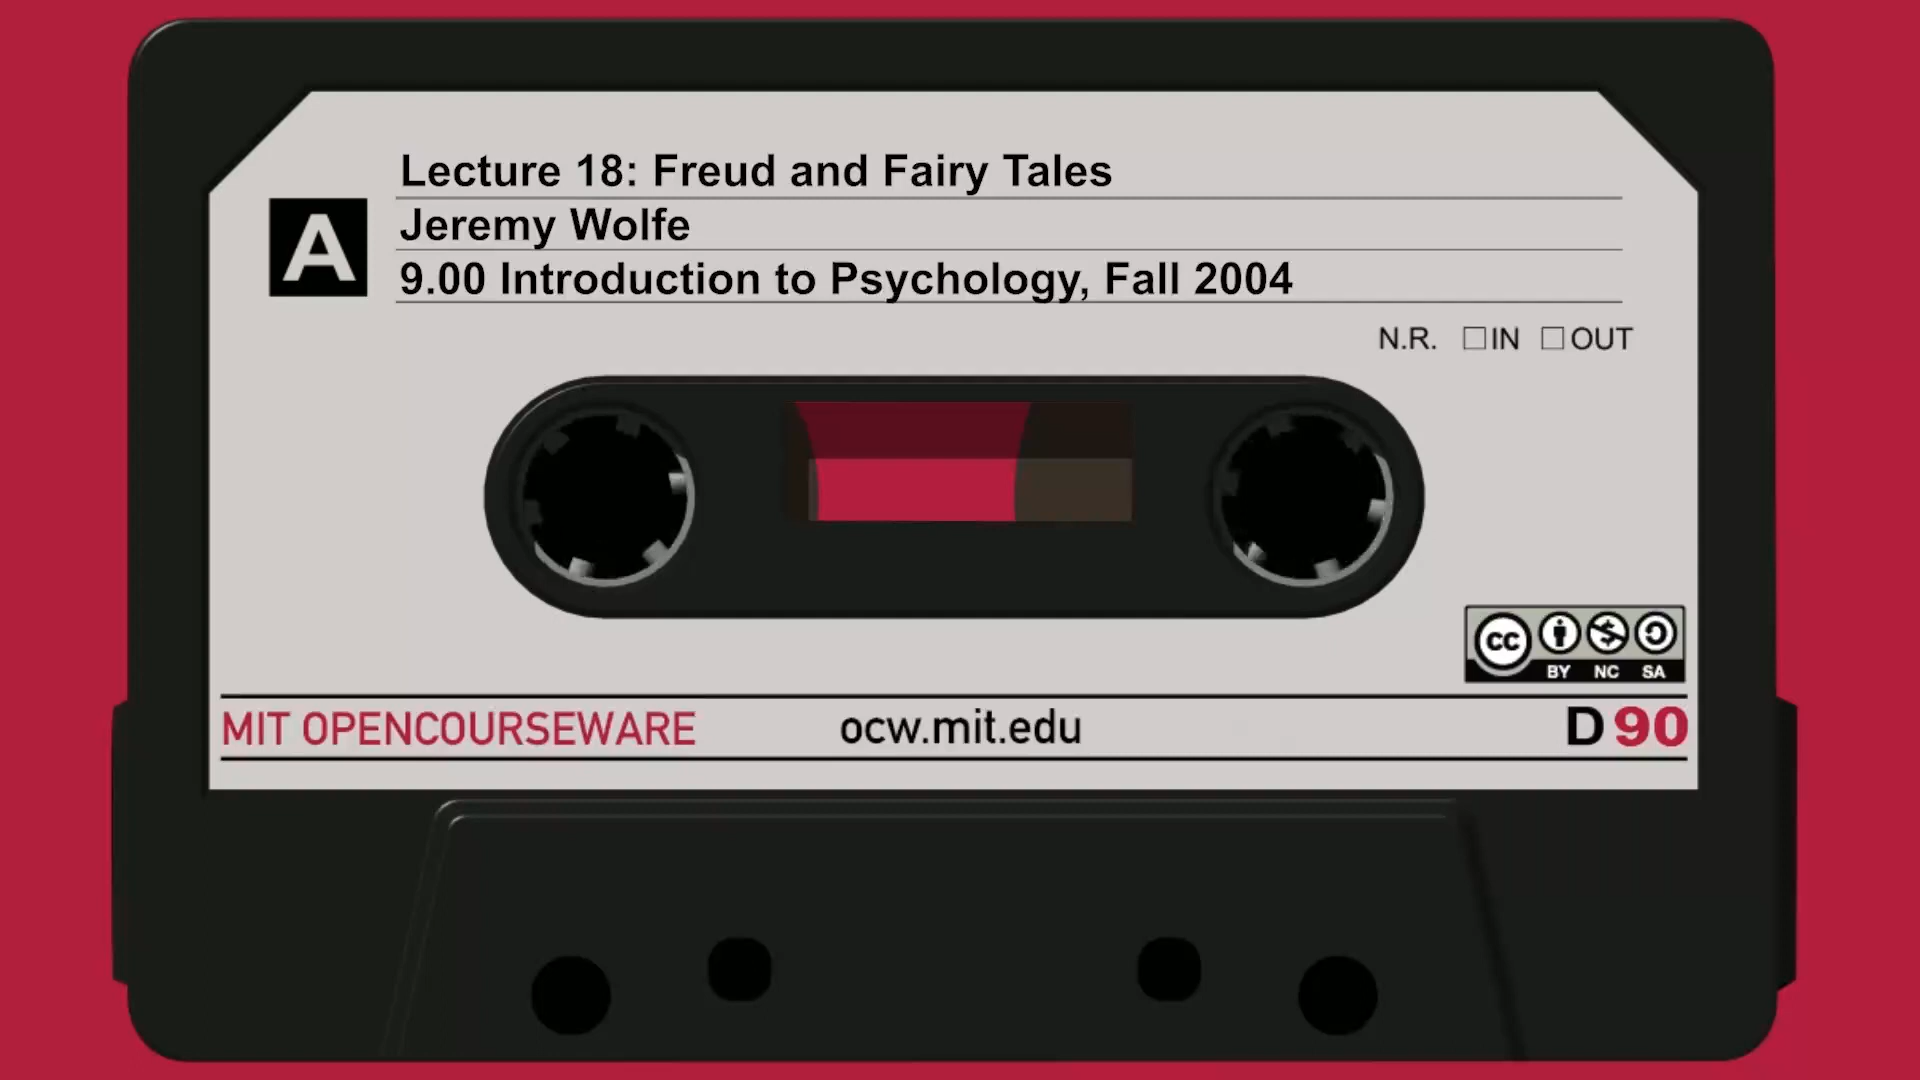 Lecture 18: Freud and Fairy Tales
A
Jeremy Wolfe
9.00 Introduction to Psychology, Fall 2004
N.R. IN OUT
cc
BY NC SA
MIT OPENCOURSEWARE ocw.mit.edu D90